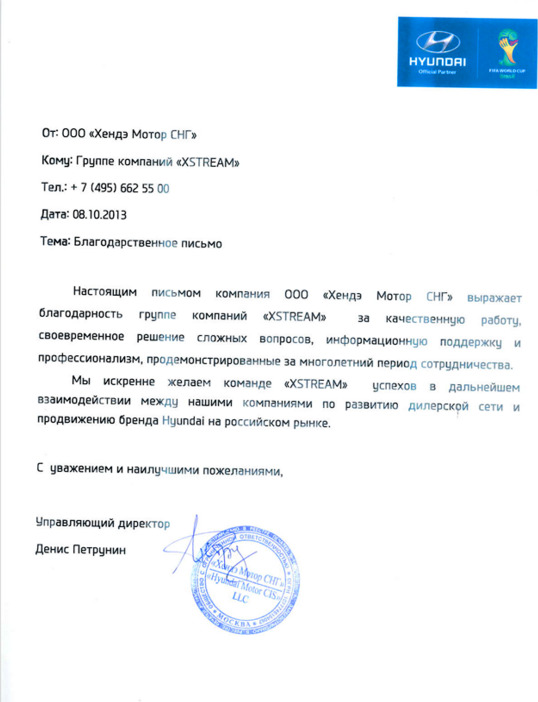 HYUNDAI
Official Partner
FIFA WORLD CUP
Brasil
От: ООО «Хендэ Мотор СНГ»
Кому: Группе компаний «XSTREAM»
Тел.: + 7 (495) 662 55 00
Дата: 08.10.2013
Тема: Благодарственное письмо
Настоящим письмом компания ООО «Хендэ Мотор СНГ» выражает
благодарность группе компаний «XSTREAM» за качественную работу,
своевременное решение сложных вопросов, информационную поддержку и
профессионализм, продемонстрированные за многолетний период сотрудничества.
Мы искренне желаем команде «XSTREAM» успехов в дальнейшем
взаимодействии между нашими компаниями по развитию дилерской сети и
продвижению бренда Hyundai на российском рынке.
С уважением и наилучшими пожеланиями,
Управляющий директор
Денис Петрунин
«Хендэ Мотор СНГ»
«Hyundai Motor CIS»
LLC
МОСКВА